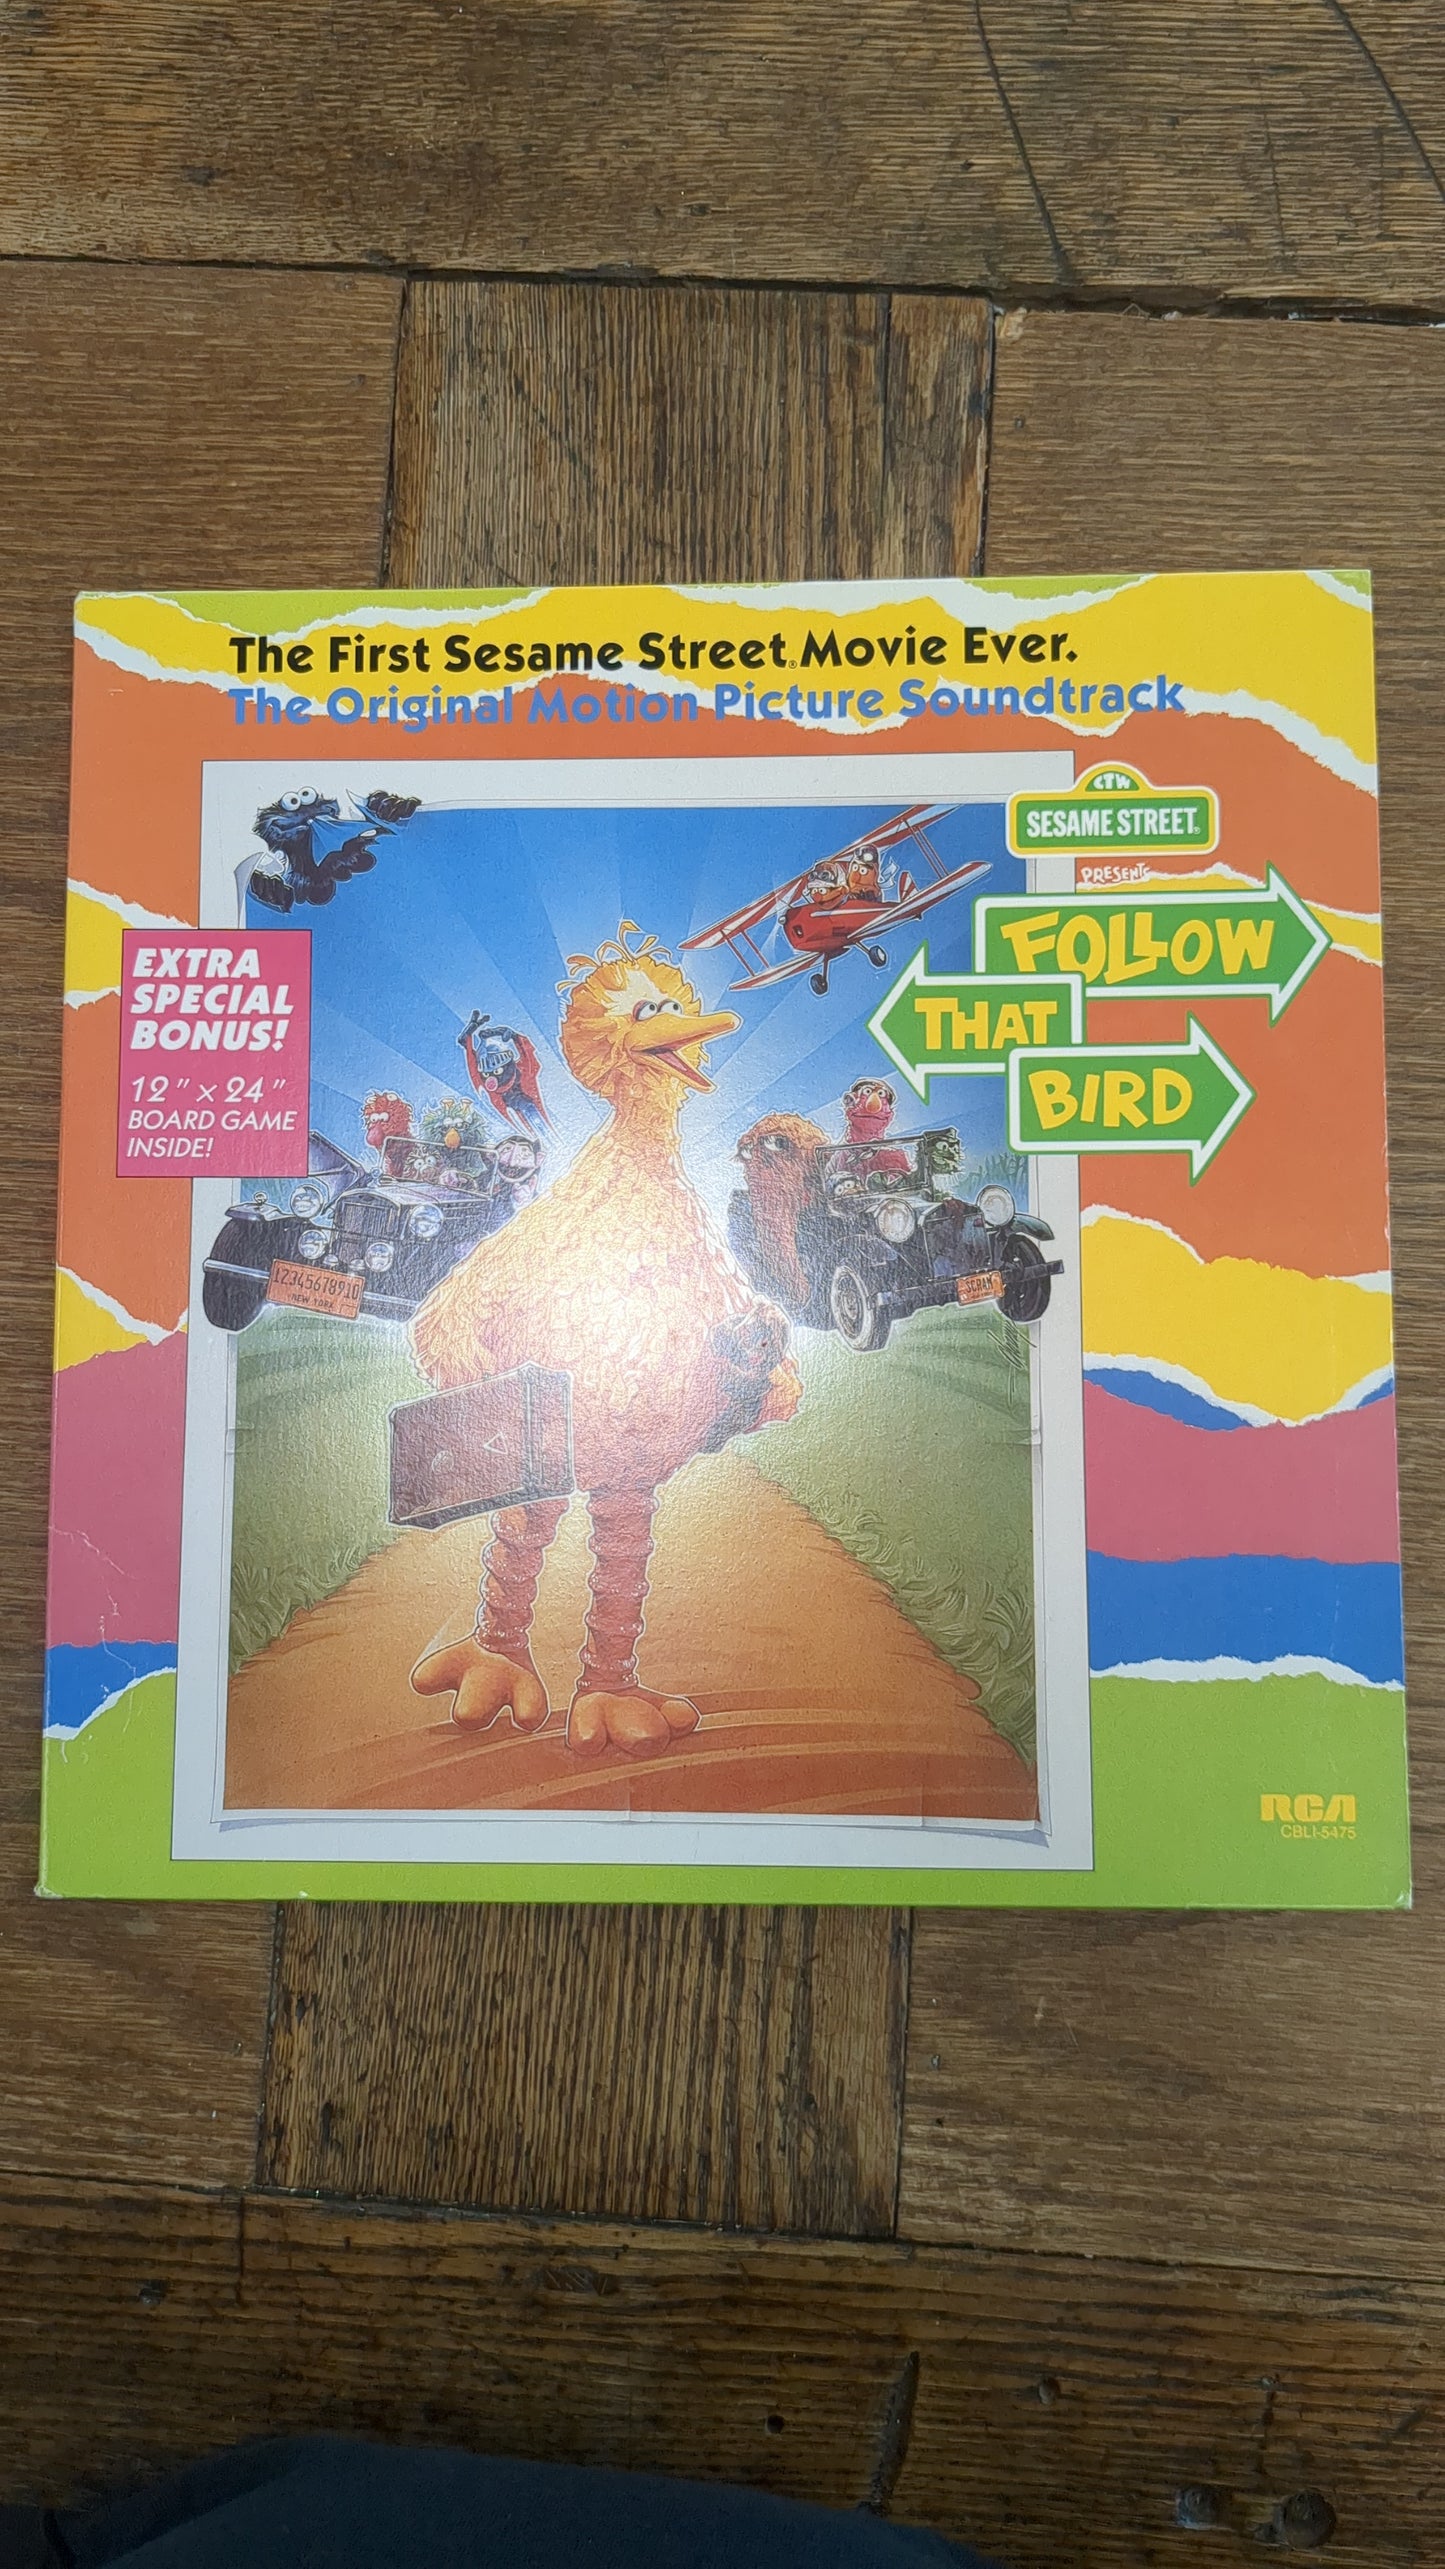 The First Sesame Street® Movie Ever.
The Original Motion Picture Soundtrack
CTW
SESAME STREET®
PRESENTS
FOLLOW
THAT
BIRD
EXTRA
SPECIAL
BONUS!
12" × 24"
BOARD GAME
INSIDE!
12345678910
NEW YORK
SCRAM
RCA
CBLI-5475